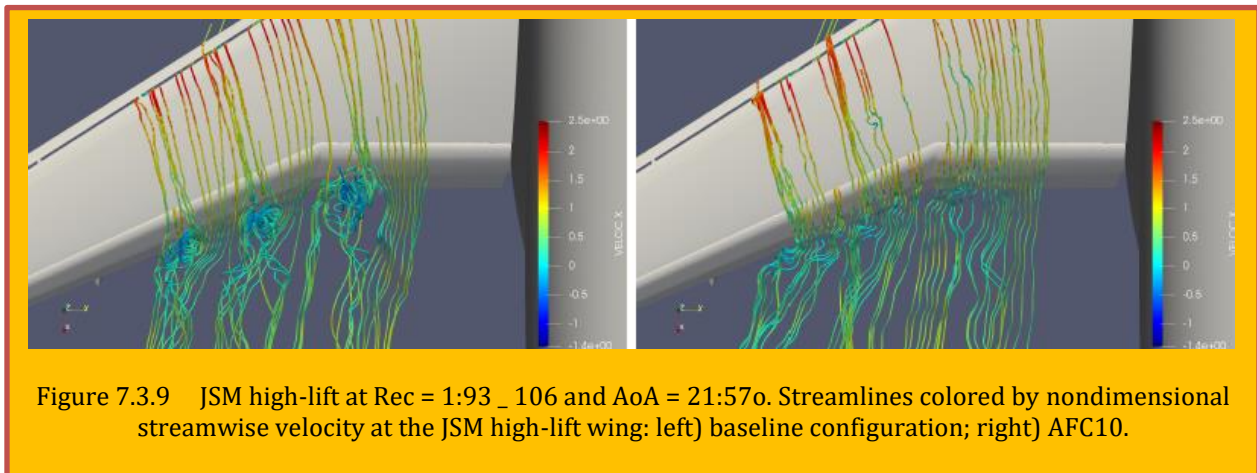 2.5e+00
2
1.5
1
0.5
0
-0.5
-1
-1.4e+00
VELOC X
2.5e+00
2
1.5
1
0.5
0
-0.5
-1
-1.4e+00
VELOC X
Figure 7.3.9 JSM high-lift at Rec = 1:93 _ 106 and AoA = 21:57o. Streamlines colored by nondimensional
streamwise velocity at the JSM high-lift wing: left) baseline configuration; right) AFC10.